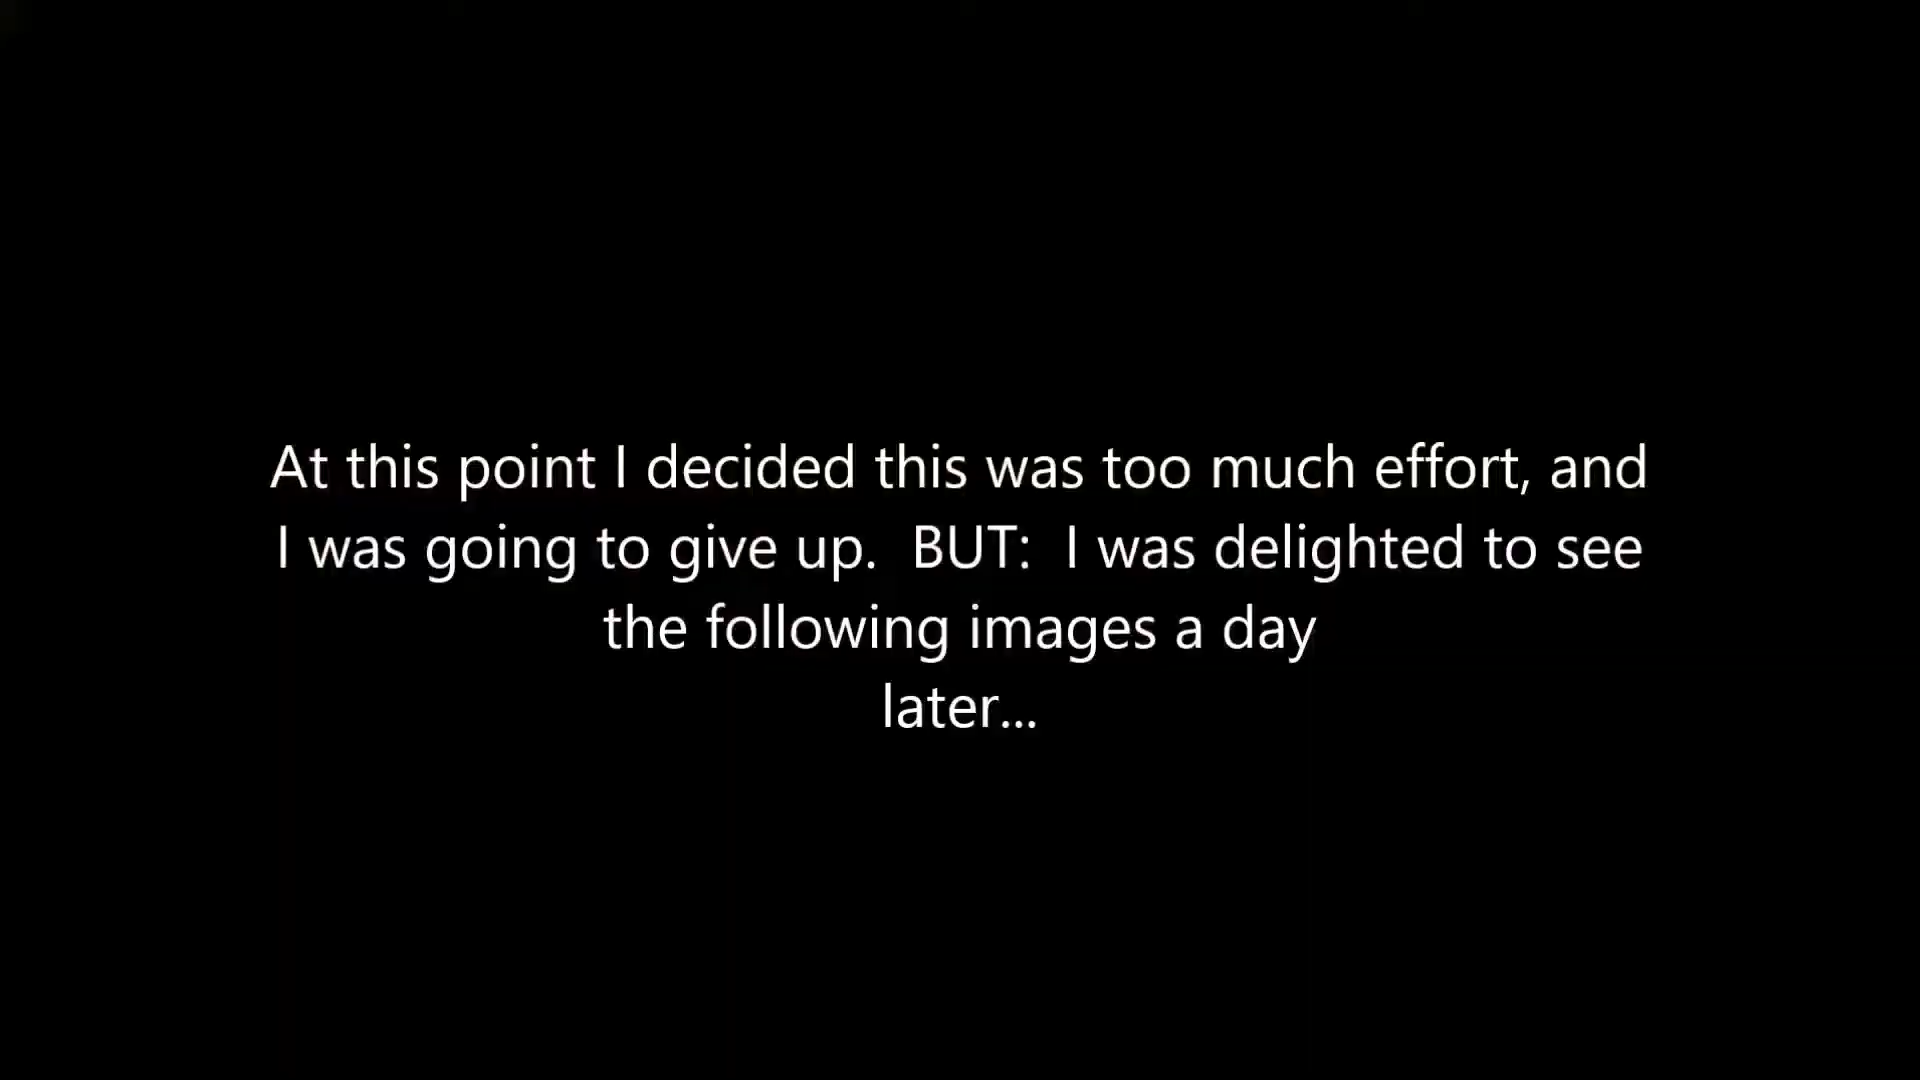 At this point I decided this was too much effort, and
I was going to give up.  BUT:  I was delighted to see
the following images a day
later...